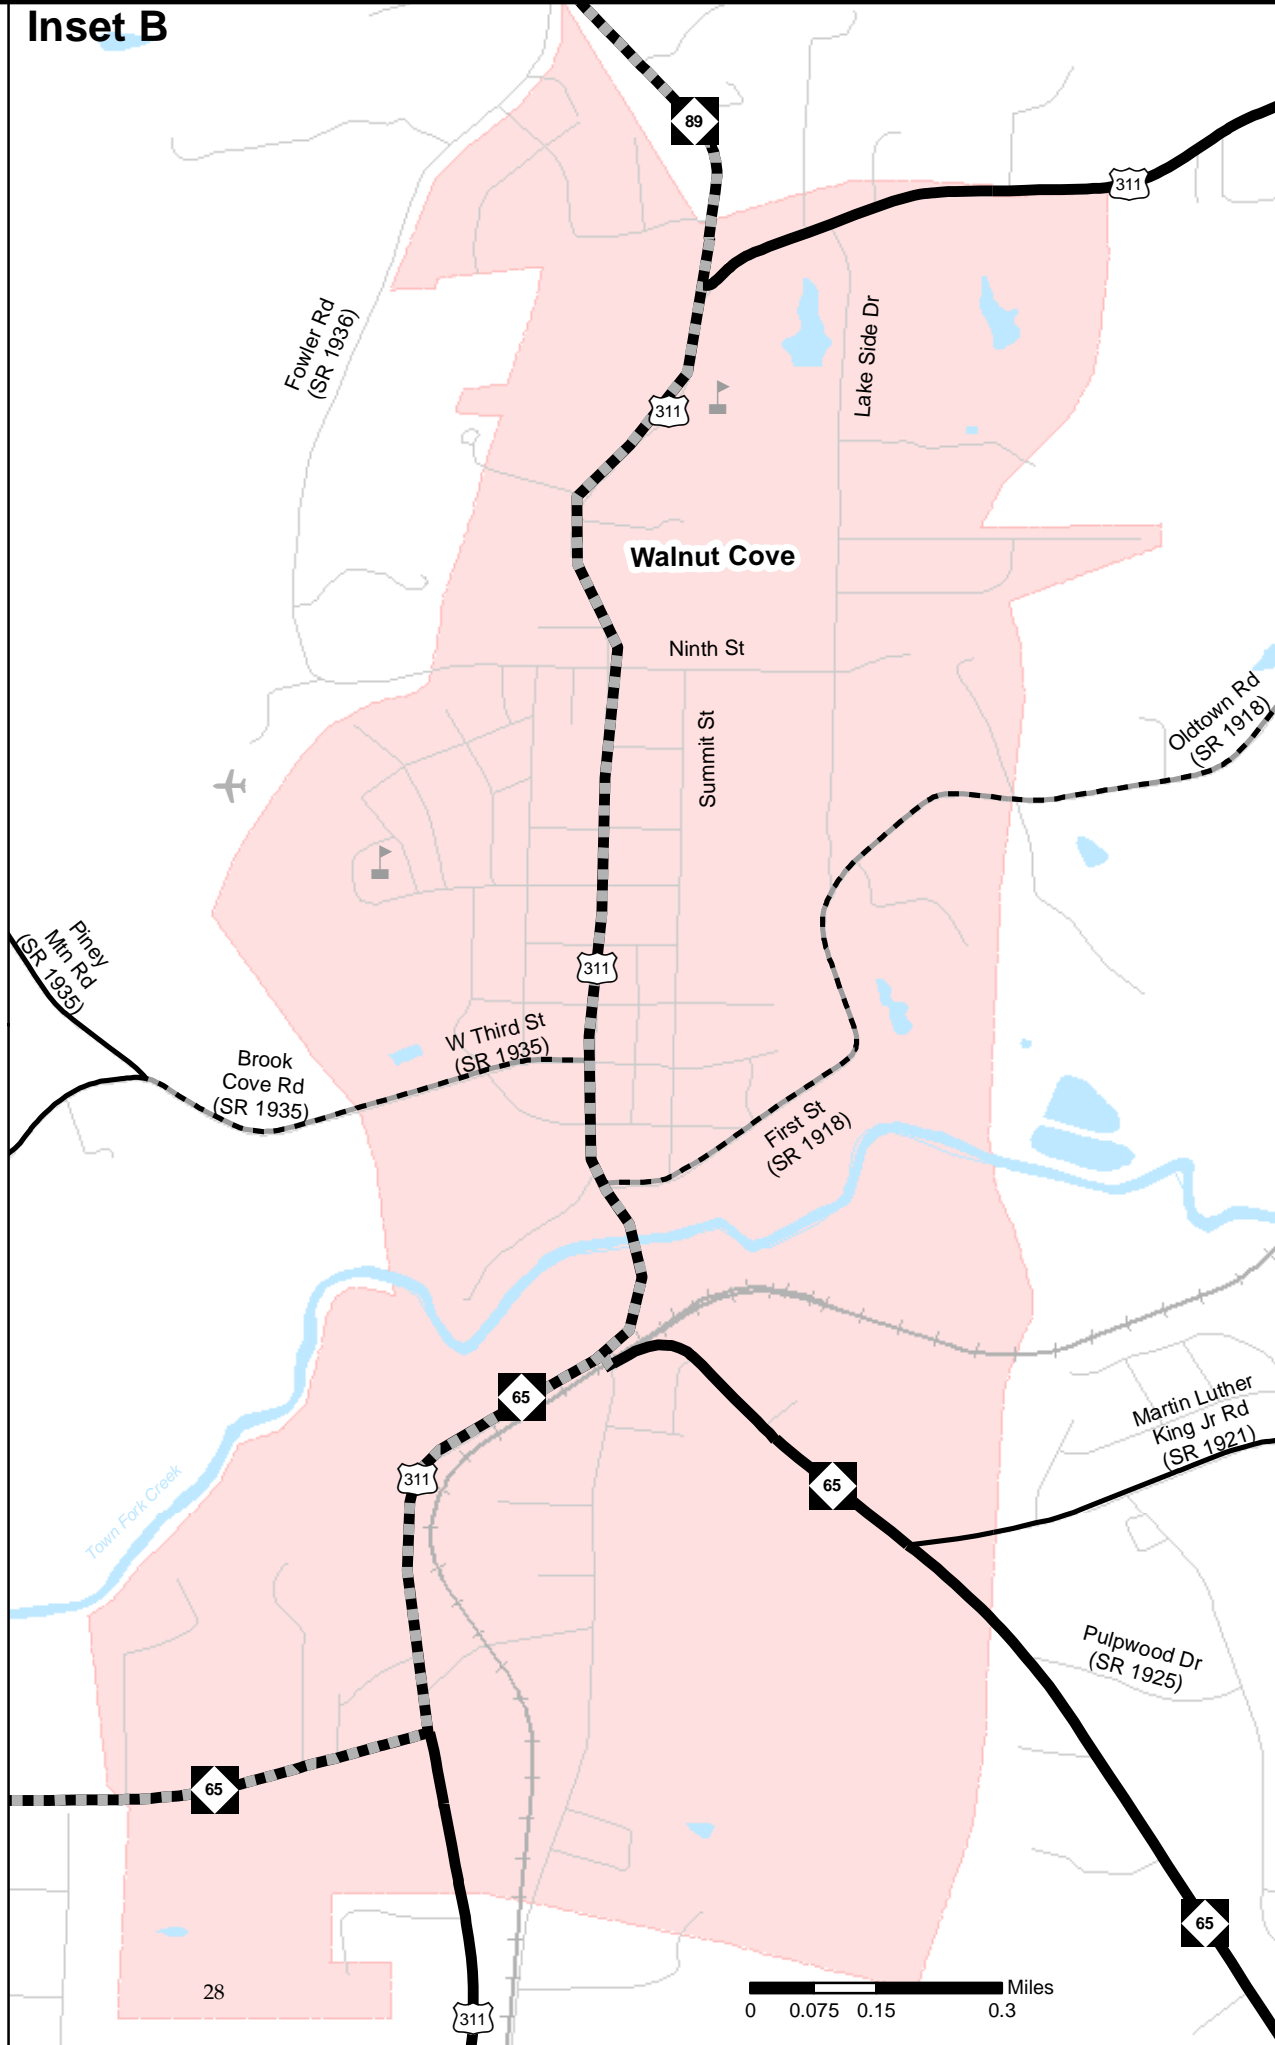 Inset B
89
311
Fowler Rd
(SR 1936)
Lake Side Dr
311
Walnut Cove
Ninth St
Oldtown Rd
(SR 1918)
Summit St
Piney
Mtn Rd
(SR 1935)
311
W Third St
(SR 1935)
Brook
Cove Rd
(SR 1935)
First St
(SR 1918)
65
Martin Luther
King Jr Rd
(SR 1921)
311
65
Town Fork Creek
Pulpwood Dr
(SR 1925)
65
65
28
Miles
0 0.075 0.15 0.3
311